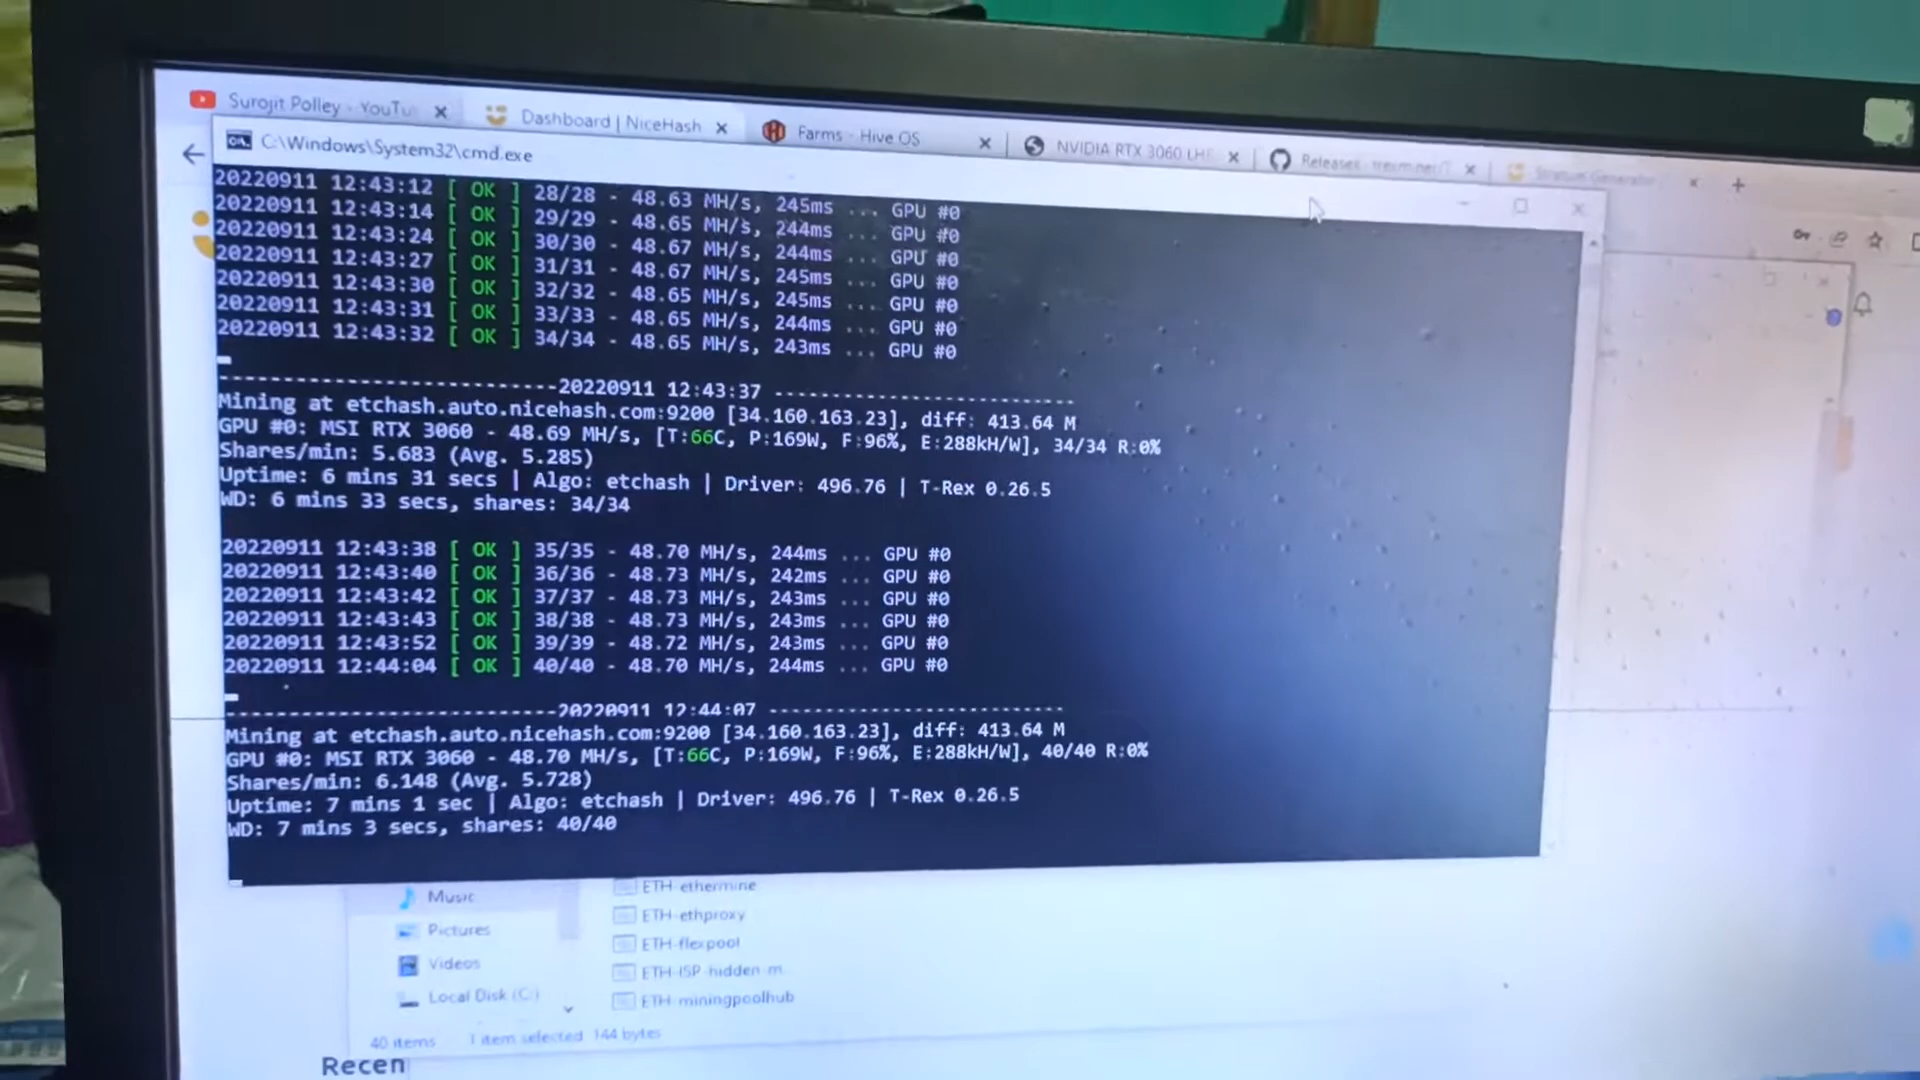 Surojit Polley - YouTu
Dashboard | NiceHash
Farms - Hive OS
NVIDIA RTX 3060 LHR
Releases · trexminer/T
Stratum Generator
C:\Windows\System32\cmd.exe
20220911 12:43:12 [ OK ] 28/28 - 48.63 MH/s, 245ms ... GPU #0
20220911 12:43:14 [ OK ] 29/29 - 48.65 MH/s, 244ms ... GPU #0
20220911 12:43:24 [ OK ] 30/30 - 48.67 MH/s, 244ms ... GPU #0
20220911 12:43:27 [ OK ] 31/31 - 48.67 MH/s, 245ms ... GPU #0
20220911 12:43:30 [ OK ] 32/32 - 48.65 MH/s, 245ms ... GPU #0
20220911 12:43:31 [ OK ] 33/33 - 48.65 MH/s, 244ms ... GPU #0
20220911 12:43:32 [ OK ] 34/34 - 48.65 MH/s, 243ms ... GPU #0
--------------------------20220911 12:43:37 --------------------------
Mining at etchash.auto.nicehash.com:9200 [34.160.163.23], diff: 413.64 M
GPU #0: MSI RTX 3060 - 48.69 MH/s, [T:66C, P:169W, F:96%, E:288kH/W], 34/34 R:0%
Shares/min: 5.683 (Avg. 5.285)
Uptime: 6 mins 31 secs | Algo: etchash | Driver: 496.76 | T-Rex 0.26.5
WD: 6 mins 33 secs, shares: 34/34
20220911 12:43:38 [ OK ] 35/35 - 48.70 MH/s, 244ms ... GPU #0
20220911 12:43:40 [ OK ] 36/36 - 48.73 MH/s, 242ms ... GPU #0
20220911 12:43:42 [ OK ] 37/37 - 48.73 MH/s, 243ms ... GPU #0
20220911 12:43:43 [ OK ] 38/38 - 48.73 MH/s, 243ms ... GPU #0
20220911 12:43:52 [ OK ] 39/39 - 48.72 MH/s, 243ms ... GPU #0
20220911 12:44:04 [ OK ] 40/40 - 48.70 MH/s, 244ms ... GPU #0
--------------------------20220911 12:44:07 --------------------------
Mining at etchash.auto.nicehash.com:9200 [34.160.163.23], diff: 413.64 M
GPU #0: MSI RTX 3060 - 48.70 MH/s, [T:66C, P:169W, F:96%, E:288kH/W], 40/40 R:0%
Shares/min: 6.148 (Avg. 5.728)
Uptime: 7 mins 1 sec | Algo: etchash | Driver: 496.76 | T-Rex 0.26.5
WD: 7 mins 3 secs, shares: 40/40
Music
Pictures
Videos
Local Disk (C:)
ETH-ethermine
ETH-ethproxy
ETH-flexpool
ETH-ISP-hidden-m
ETH-miningpoolhub
40 items
1 item selected 144 bytes
Recen